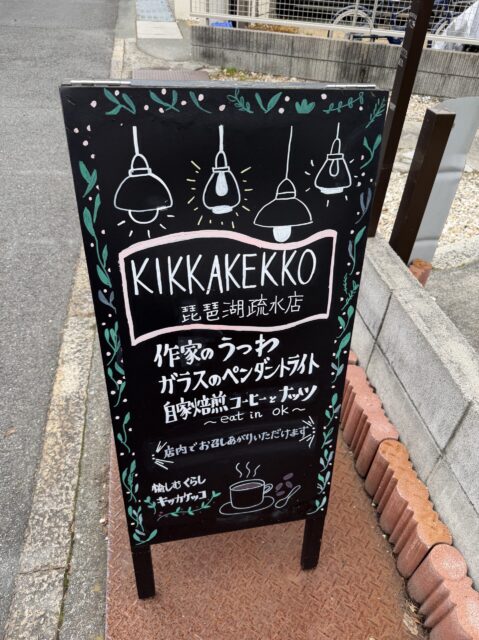 KIKKAKEKKO
琵琶湖疏水店
作家のうつわ
ガラスのペンダントライト
自家焙煎コーヒーとナッツ
～eat in ok～
店内でお召しあがりいただけます
愉しむくらし
キッカケッコ